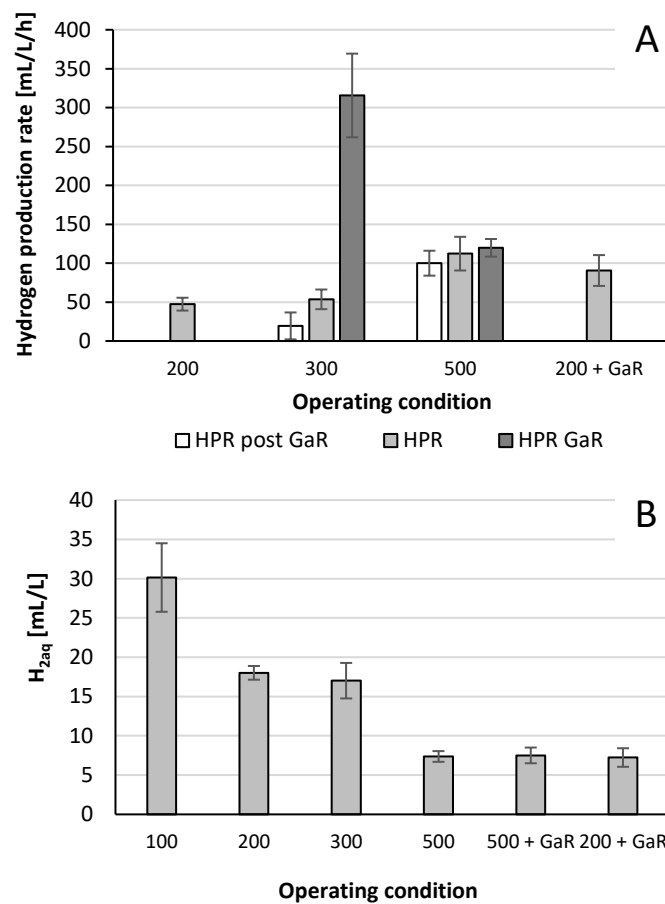 A
Hydrogen production rate [mL/L/h]
400
350
300
250
200
150
100
50
0
200 300 500 200 + GaR
Operating condition
HPR post GaR HPR HPR GaR
B
H2aq [mL/L]
40
35
30
25
20
15
10
5
0
100 200 300 500 500 + GaR 200 + GaR
Operating condition